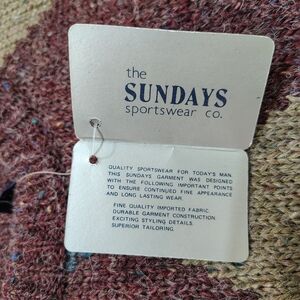 the
SUNDAYS
sportswear co.
QUALITY SPORTSWEAR FOR TODAY'S MAN.
THIS SUNDAYS GARMENT WAS DESIGNED
WITH THE FOLLOWING IMPORTANT POINTS
TO ENSURE CONTINUED FINE APPEARANCE
AND LONG LASTING WEAR.
FINE QUALITY IMPORTED FABRIC.
DURABLE GARMENT CONSTRUCTION.
EXCITING STYLING DETAILS.
SUPERIOR TAILORING.